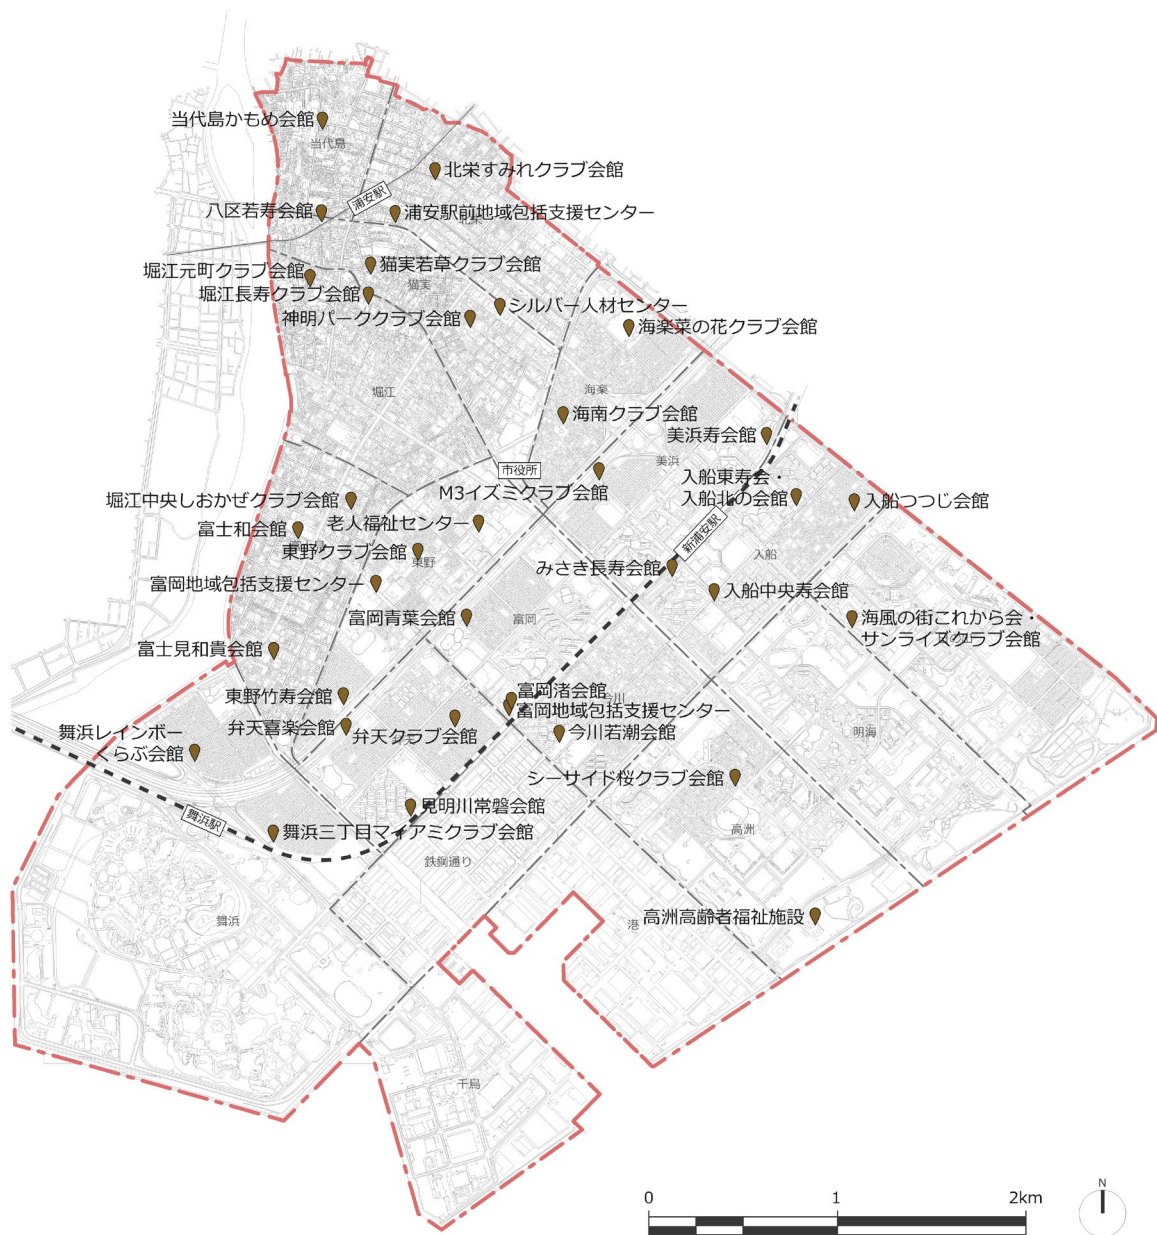 当代島かもめ会館
当代島
北栄すみれクラブ会館
浦安駅
八区若寿会館
浦安駅前地域包括支援センター
北栄
猫実若草クラブ会館
堀江元町クラブ会館
猫実
堀江長寿クラブ会館
シルバー人材センター
神明パーククラブ会館
海楽菜の花クラブ会館
堀江
海楽
海南クラブ会館
美浜寿会館
美浜
市役所
入船東寿会・
入船北の会館
M3イズミクラブ会館
堀江中央しおかぜクラブ会館
入船つつじ会館
老人福祉センター
富士和会館
新浦安駅
東野クラブ会館
東野
入船
みさき長寿会館
富岡地域包括支援センター
入船中央寿会館
富岡青葉会館
富岡
海風の街これから会・
サンライズクラブ会館
富士見和貴会館
東野竹寿会館
富岡渚会館
今川
富岡地域包括支援センター
弁天喜楽会館
弁天クラブ会館
今川若潮会館
明海
舞浜レインボー
くらぶ会館
シーサイド桜クラブ会館
見明川常磐会館
舞浜駅
舞浜三丁目マイアミクラブ会館
高洲
鉄鋼通り
舞浜
高洲高齢者福祉施設
港
千鳥
0
1
2km
N